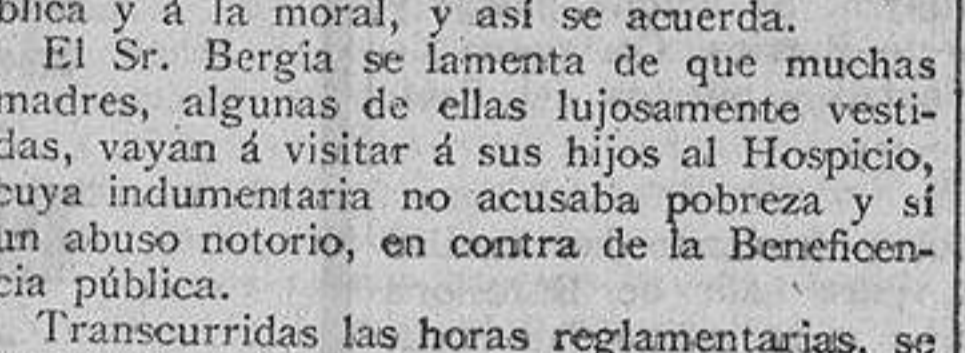 blica y á la moral, y así se acuerda.
El Sr. Bergia se lamenta de que muchas
madres, algunas de ellas lujosamente vesti-
das, vayan á visitar á sus hijos al Hospicio,
cuya indumentaria no acusaba pobreza y sí
un abuso notorio, en contra de la Beneficen-
cia pública.
Transcurridas las horas reglamentarias, se